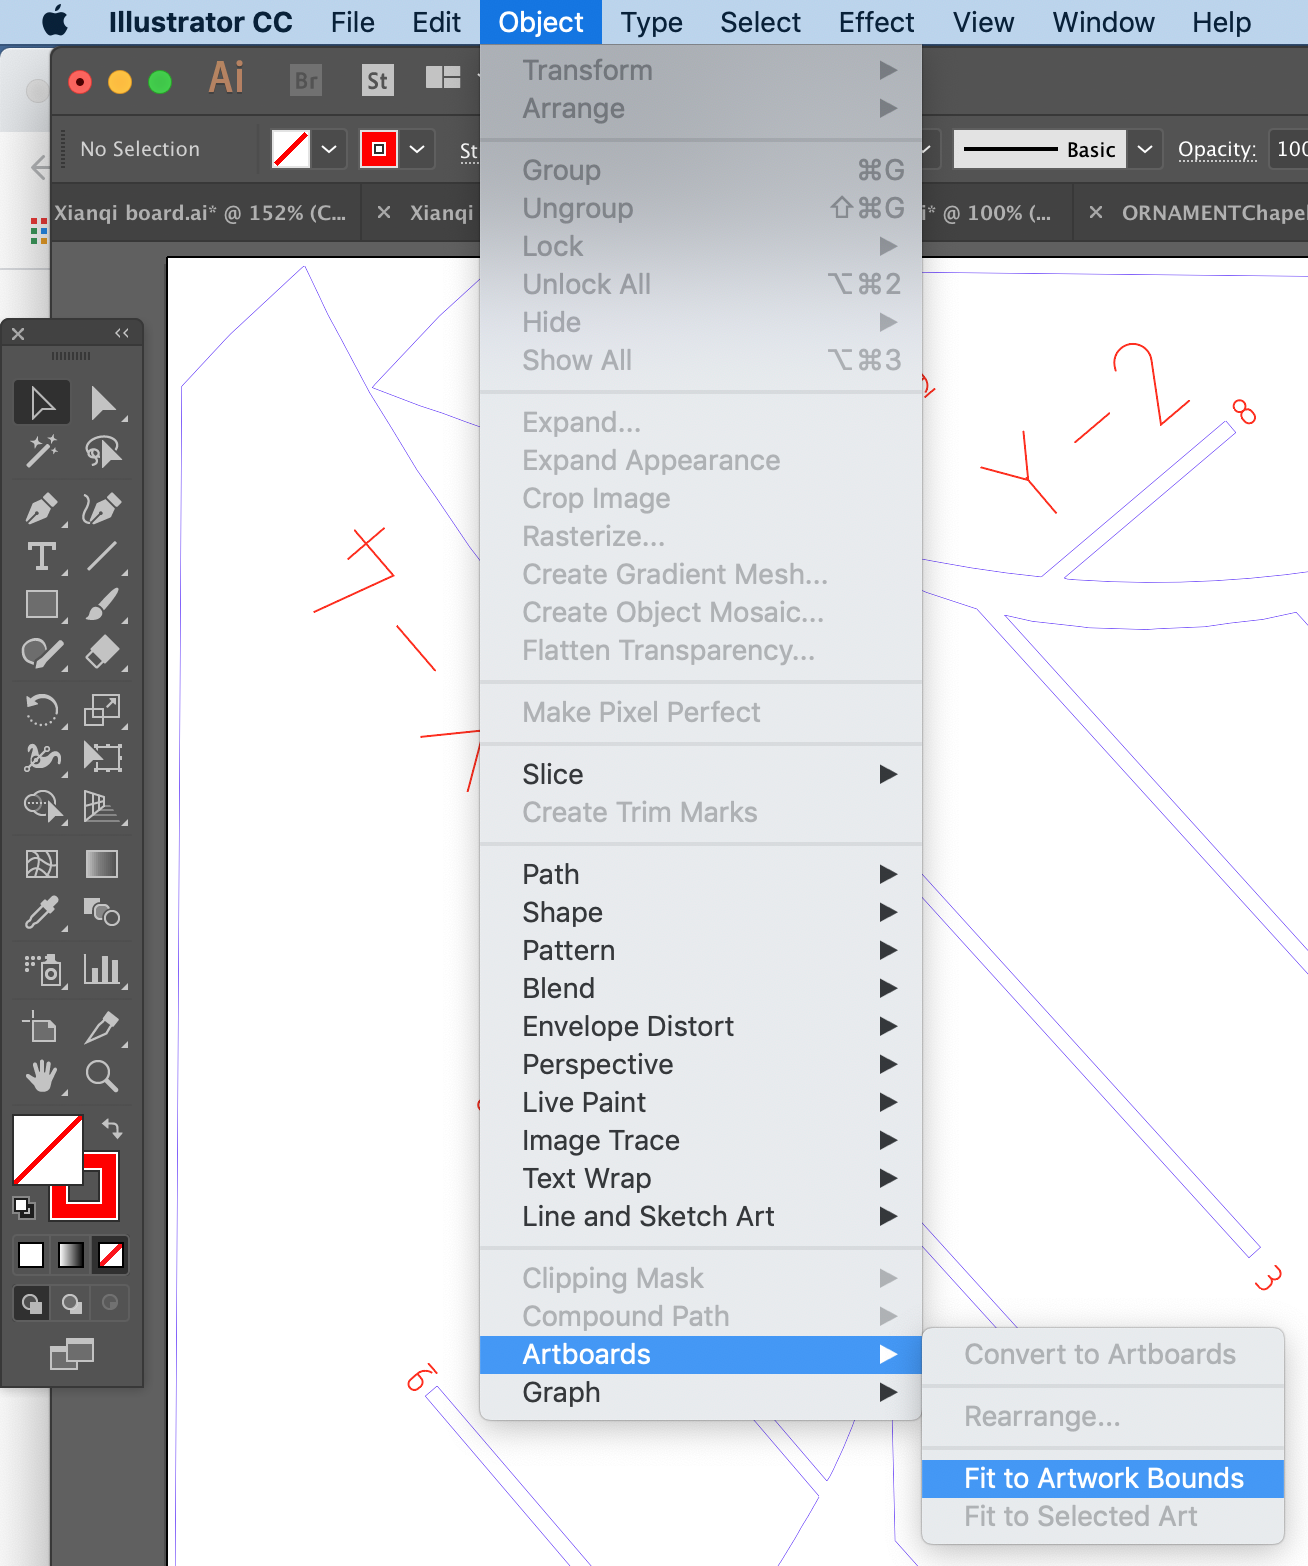 Illustrator CC File Edit Object Type Select Effect View Window Help
Ai Br St
No Selection St Basic Opacity: 100
Xianqi board.ai* @ 152% (C... × Xianqi i* @ 100% (... × ORNAMENTChapel
Transform
Arrange
Group ⌘G
Ungroup ⇧⌘G
Lock
Unlock All ⌥⌘2
Hide
Show All ⌥⌘3
Expand...
Expand Appearance
Crop Image
Rasterize...
Create Gradient Mesh...
Create Object Mosaic...
Flatten Transparency...
Make Pixel Perfect
Slice
Create Trim Marks
Path
Shape
Pattern
Blend
Envelope Distort
Perspective
Live Paint
Image Trace
Text Wrap
Line and Sketch Art
Clipping Mask
Compound Path
Artboards
Graph
Convert to Artboards
Rearrange...
Fit to Artwork Bounds
Fit to Selected Art
Y-2
8
Y-4
3